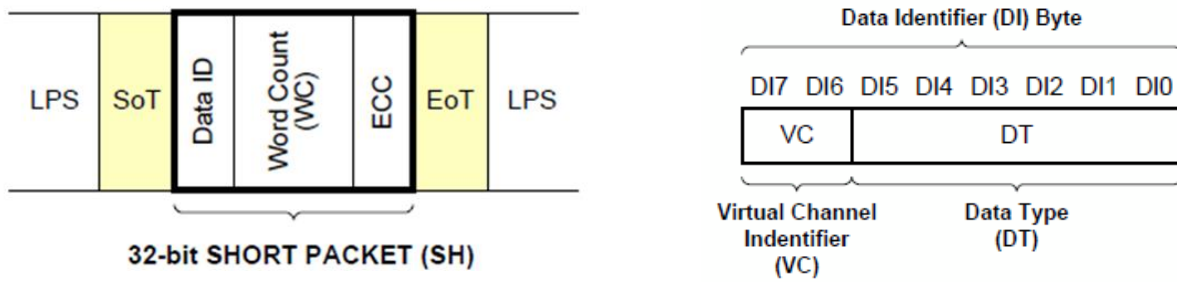 LPS
SoT
Data ID
Word Count
(WC)
ECC
EoT
LPS
32-bit SHORT PACKET (SH)
Data Identifier (DI) Byte
DI7 DI6 DI5 DI4 DI3 DI2 DI1 DI0
VC
DT
Virtual Channel
Indentifier
(VC)
Data Type
(DT)